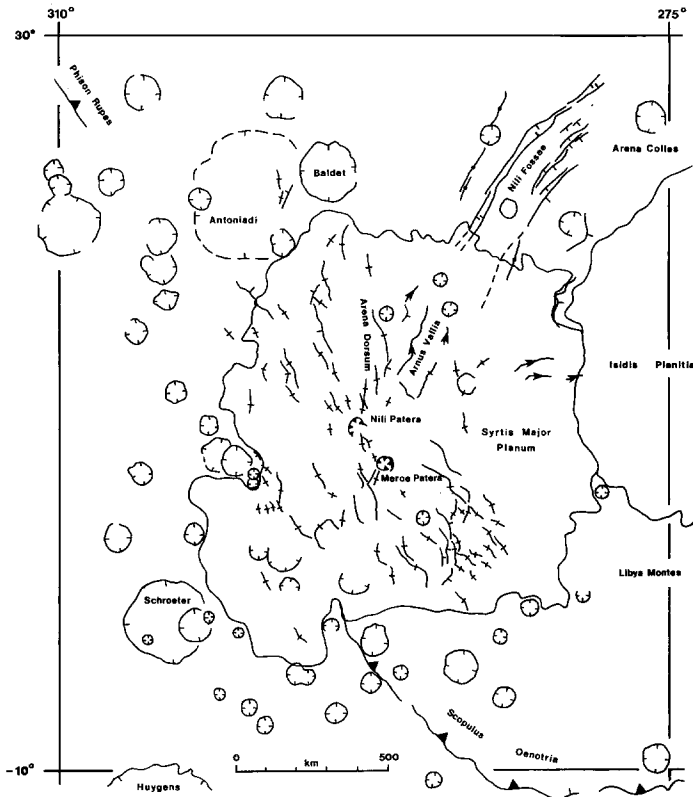 310°
275°
30°
Phison Rupes
Baldet
Antoniadi
Nili Fossae
Arena Colles
Arena Dorsum
Arnus Vallis
Isidis Planitia
Nili Patera
Syrtis Major
Planum
Meroe Patera
Libya Montes
Schroeter
Scopulus
Oenotria
0
km
500
-10°
Huygens